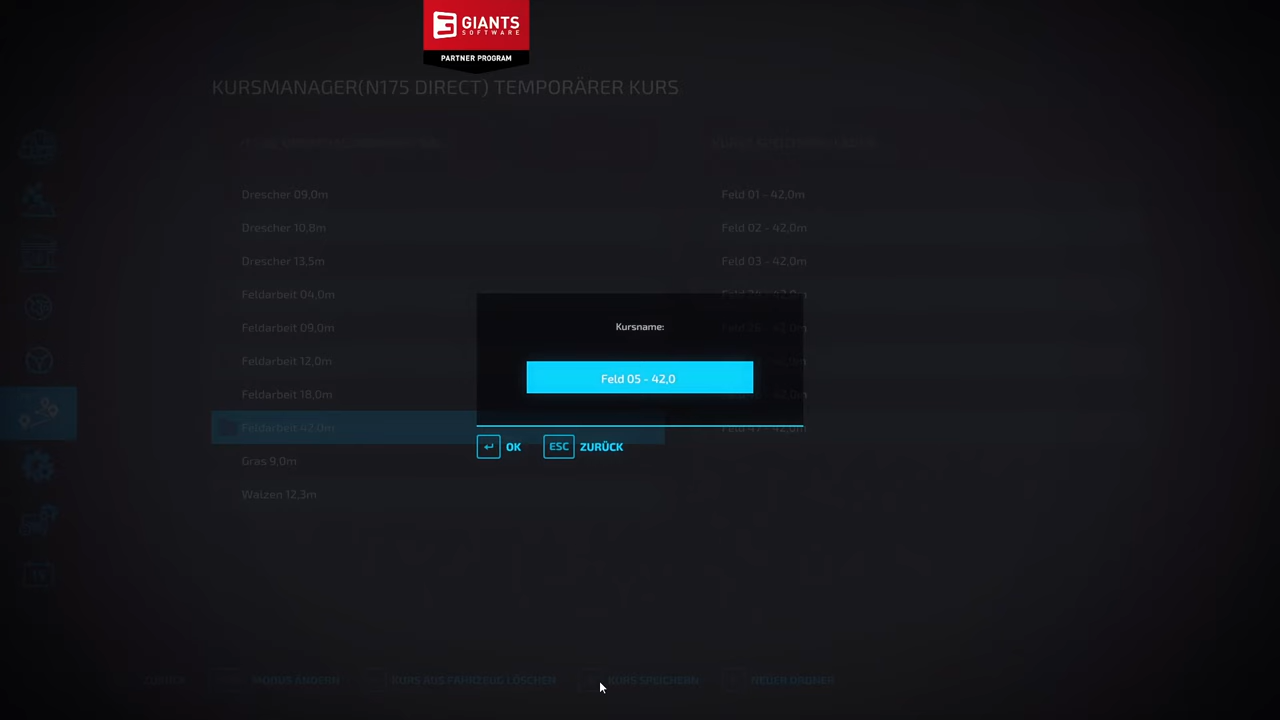 GIANTS
SOFTWARE
PARTNER PROGRAM
KURSMANAGER(N175 DIRECT) TEMPORÄRER KURS
Drescher 09,0m
Drescher 10,8m
Drescher 13,5m
Feldarbeit 04,0m
Feldarbeit 09,0m
Feldarbeit 12,0m
Feldarbeit 18,0m
Feldarbeit 42,0m
Gras 9,0m
Walzen 12,3m
Feld 01 - 42,0m
Feld 02 - 42,0m
Feld 03 - 42,0m
Kursname:
Feld 05 - 42,0
OK
ESC ZURÜCK
ZURÜCK
MODUS ÄNDERN
KURS AUS FAHRZEUG LÖSCHEN
KURS SPEICHERN
NEUER ORDNER
15